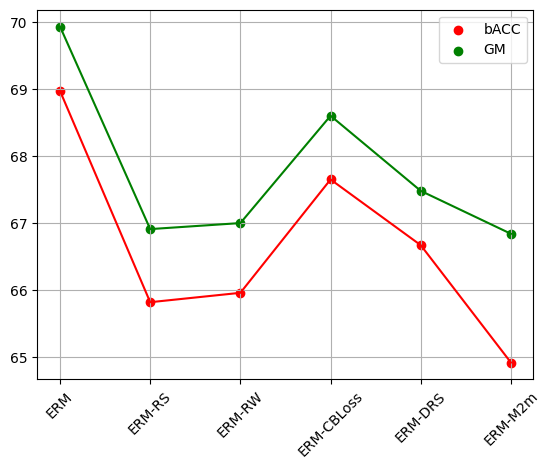 70
69
68
67
66
65
bACC
GM
ERM
ERM-RS
ERM-RW
ERM-CBLoss
ERM-DRS
ERM-M2m